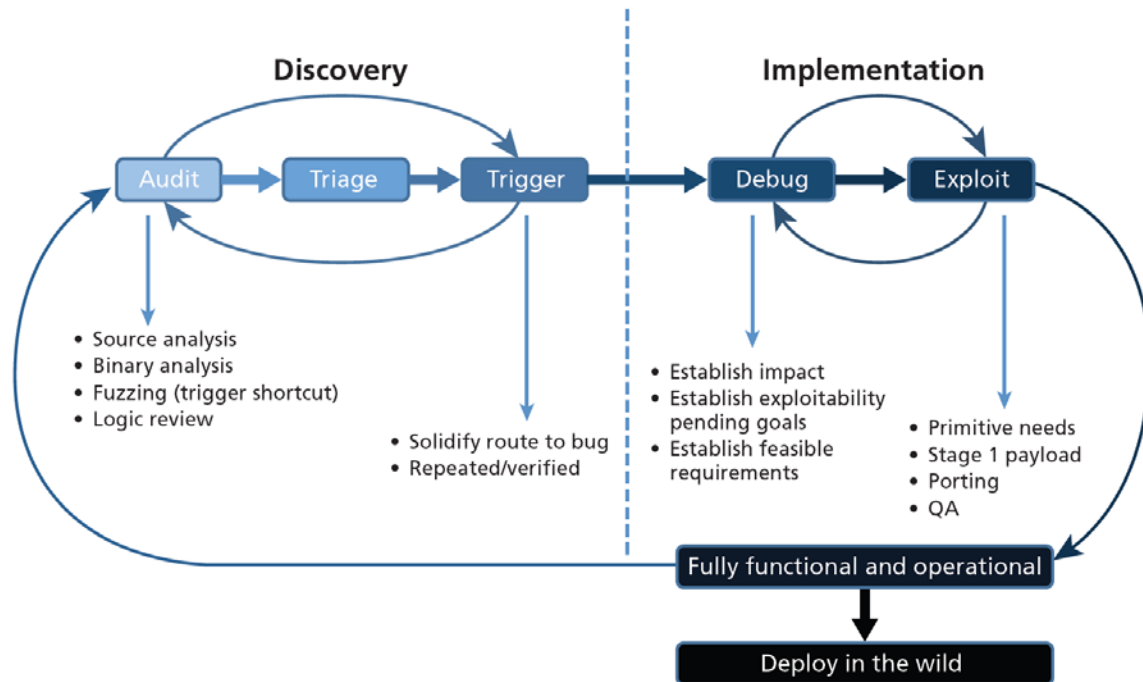 Discovery
Implementation
Audit
Triage
Trigger
Debug
Exploit
• Source analysis
• Binary analysis
• Fuzzing (trigger shortcut)
• Logic review
• Solidify route to bug
• Repeated/verified
• Establish impact
• Establish exploitability
pending goals
• Establish feasible
requirements
• Primitive needs
• Stage 1 payload
• Porting
• QA
Fully functional and operational
Deploy in the wild